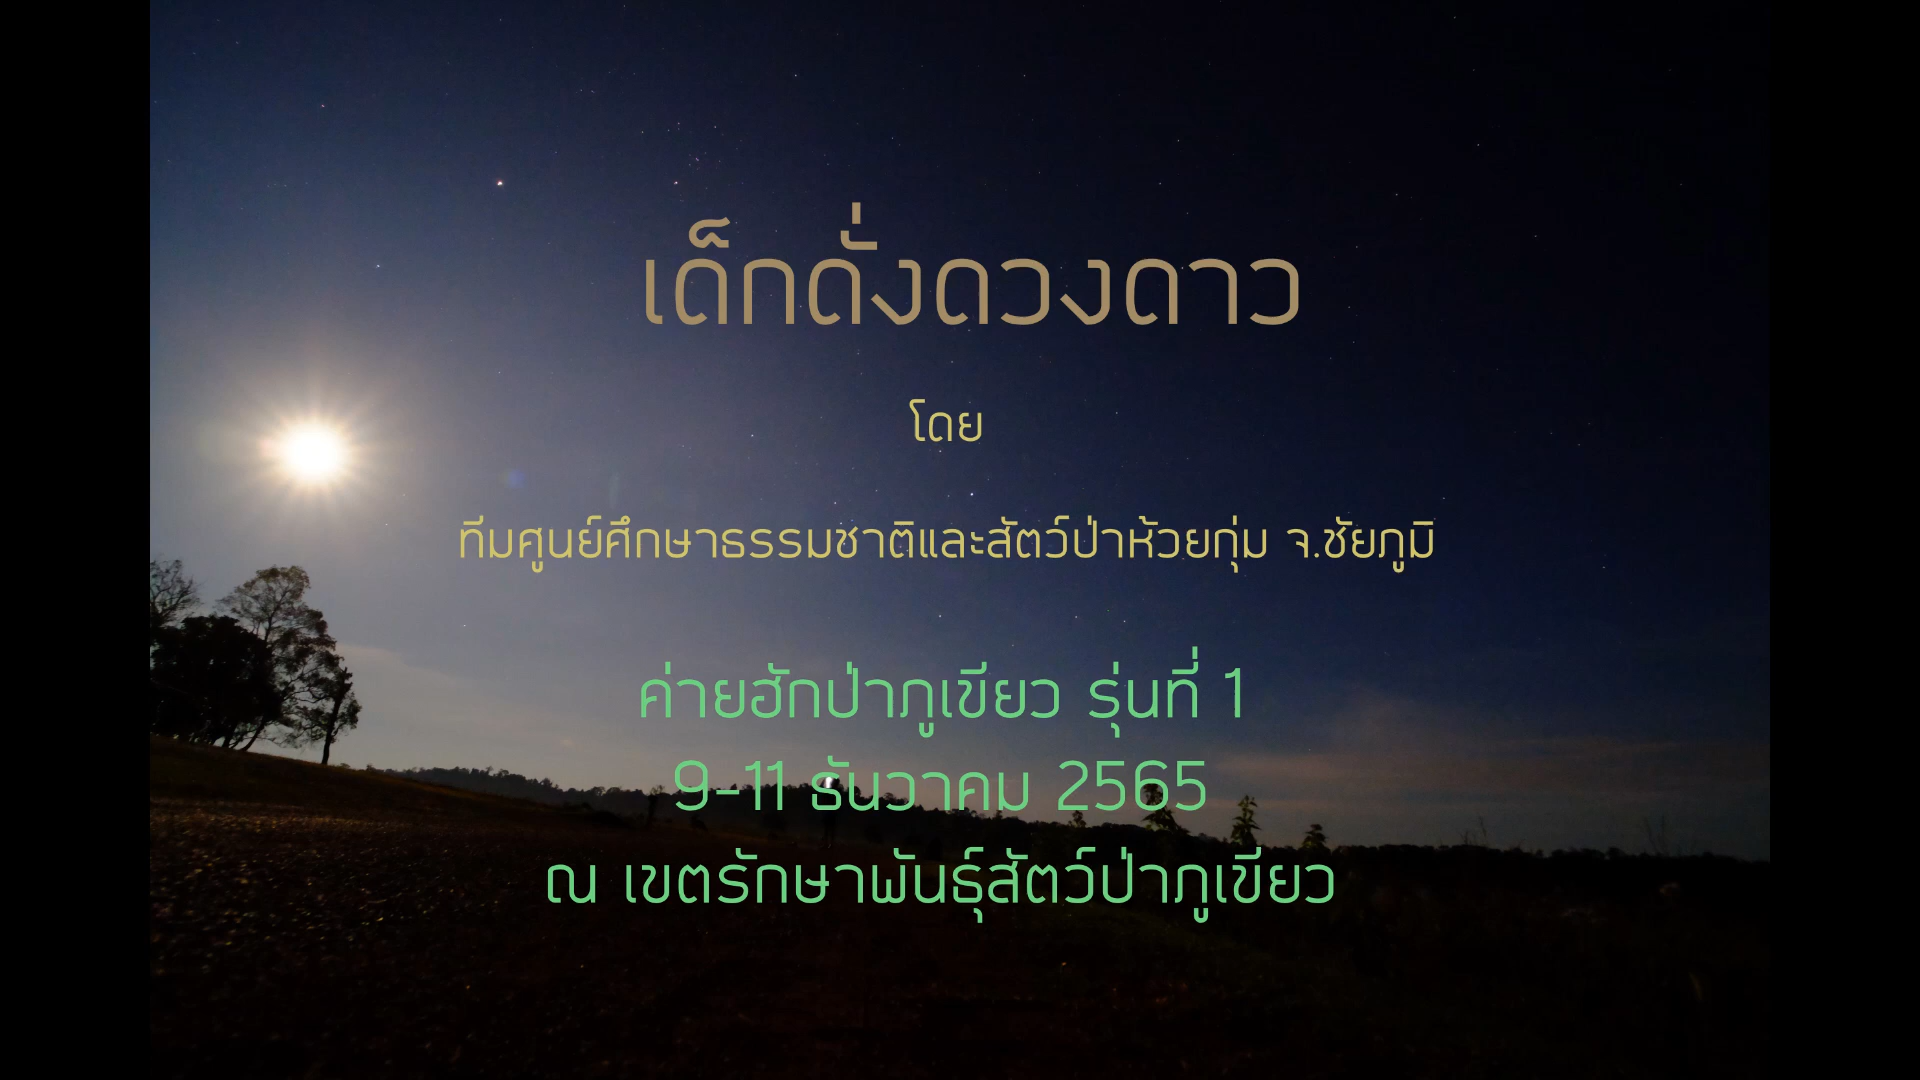 เด็กดั่งดวงดาว
โดย
ทีมศูนย์ศึกษาธรรมชาติและสัตว์ป่าห้วยกุ่ม จ.ชัยภูมิ
ค่ายฮักป่าภูเขียว รุ่นที่ 1
9-11 ธันวาคม 2565
ณ เขตรักษาพันธุ์สัตว์ป่าภูเขียว